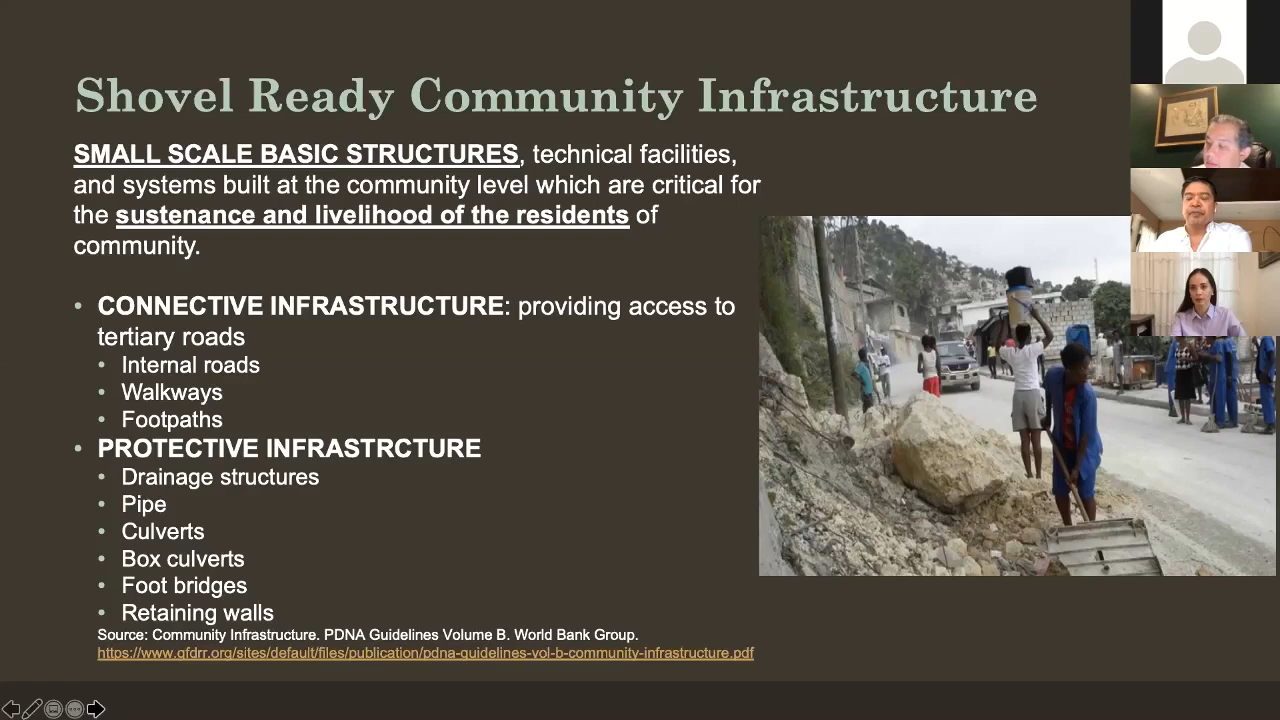 Shovel Ready Community Infrastructure
SMALL SCALE BASIC STRUCTURES, technical facilities,
and systems built at the community level which are critical for
the sustenance and livelihood of the residents of
community.
• CONNECTIVE INFRASTRUCTURE: providing access to
tertiary roads
• Internal roads
• Walkways
• Footpaths
• PROTECTIVE INFRASTRCTURE
• Drainage structures
• Pipe
• Culverts
• Box culverts
• Foot bridges
• Retaining walls
Source: Community Infrastructure. PDNA Guidelines Volume B. World Bank Group.
https://www.gfdrr.org/sites/default/files/publication/pdna-guidelines-vol-b-community-infrastructure.pdf